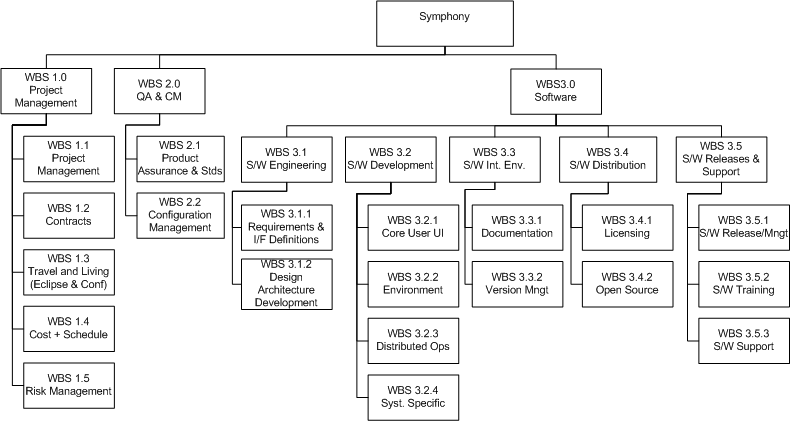 Symphony
WBS 1.0
Project
Management
WBS 2.0
QA & CM
WBS3.0
Software
WBS 1.1
Project
Management
WBS 1.2
Contracts
WBS 1.3
Travel and Living
(Eclipse & Conf)
WBS 1.4
Cost + Schedule
WBS 1.5
Risk Management
WBS 2.1
Product
Assurance & Stds
WBS 2.2
Configuration
Management
WBS 3.1
S/W Engineering
WBS 3.1.1
Requirements &
I/F Definitions
WBS 3.1.2
Design
Architecture
Development
WBS 3.2
S/W Development
WBS 3.2.1
Core User UI
WBS 3.2.2
Environment
WBS 3.2.3
Distributed Ops
WBS 3.2.4
Syst. Specific
WBS 3.3
S/W Int. Env.
WBS 3.3.1
Documentation
WBS 3.3.2
Version Mngt
WBS 3.4
S/W Distribution
WBS 3.4.1
Licensing
WBS 3.4.2
Open Source
WBS 3.5
S/W Releases &
Support
WBS 3.5.1
S/W Release/Mngt
WBS 3.5.2
S/W Training
WBS 3.5.3
S/W Support